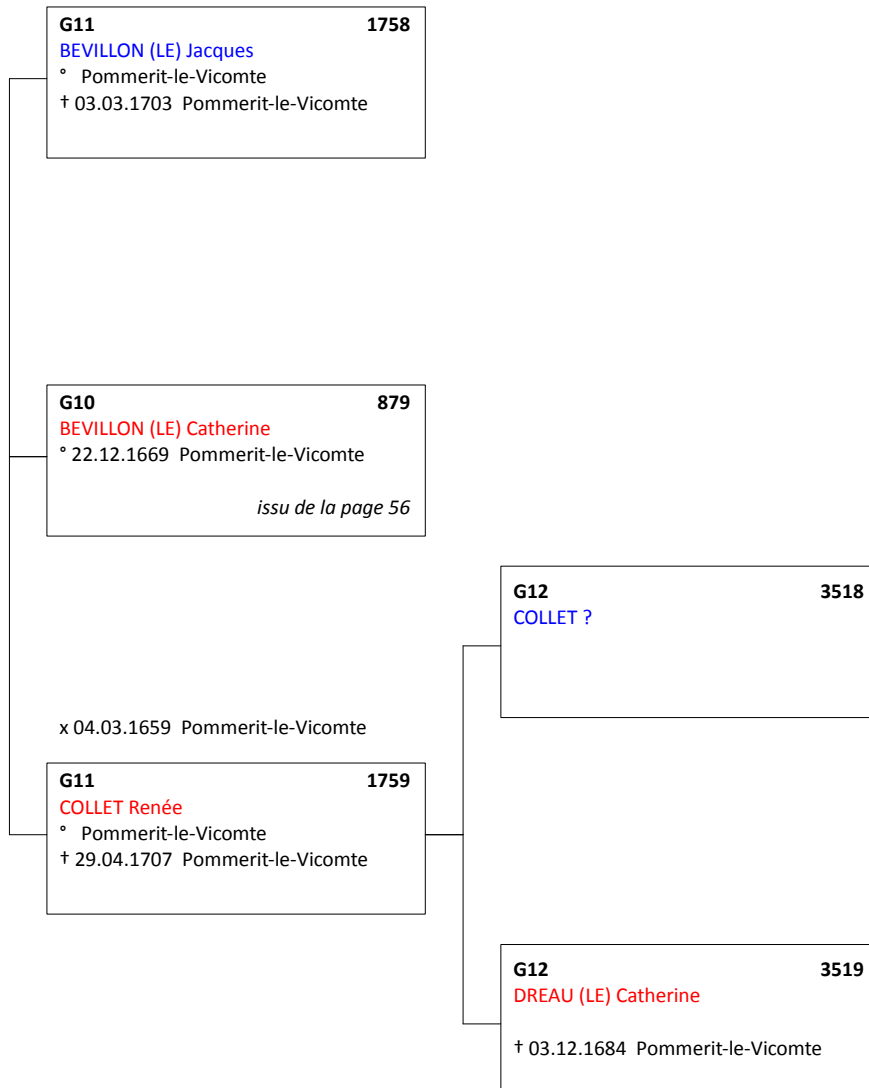 G11 1758
BEVILLON (LE) Jacques
° Pommerit-le-Vicomte
† 03.03.1703 Pommerit-le-Vicomte
G10 879
BEVILLON (LE) Catherine
° 22.12.1669 Pommerit-le-Vicomte
issu de la page 56
G12 3518
COLLET ?
x 04.03.1659 Pommerit-le-Vicomte
G11 1759
COLLET Renée
° Pommerit-le-Vicomte
† 29.04.1707 Pommerit-le-Vicomte
G12 3519
DREAU (LE) Catherine
† 03.12.1684 Pommerit-le-Vicomte